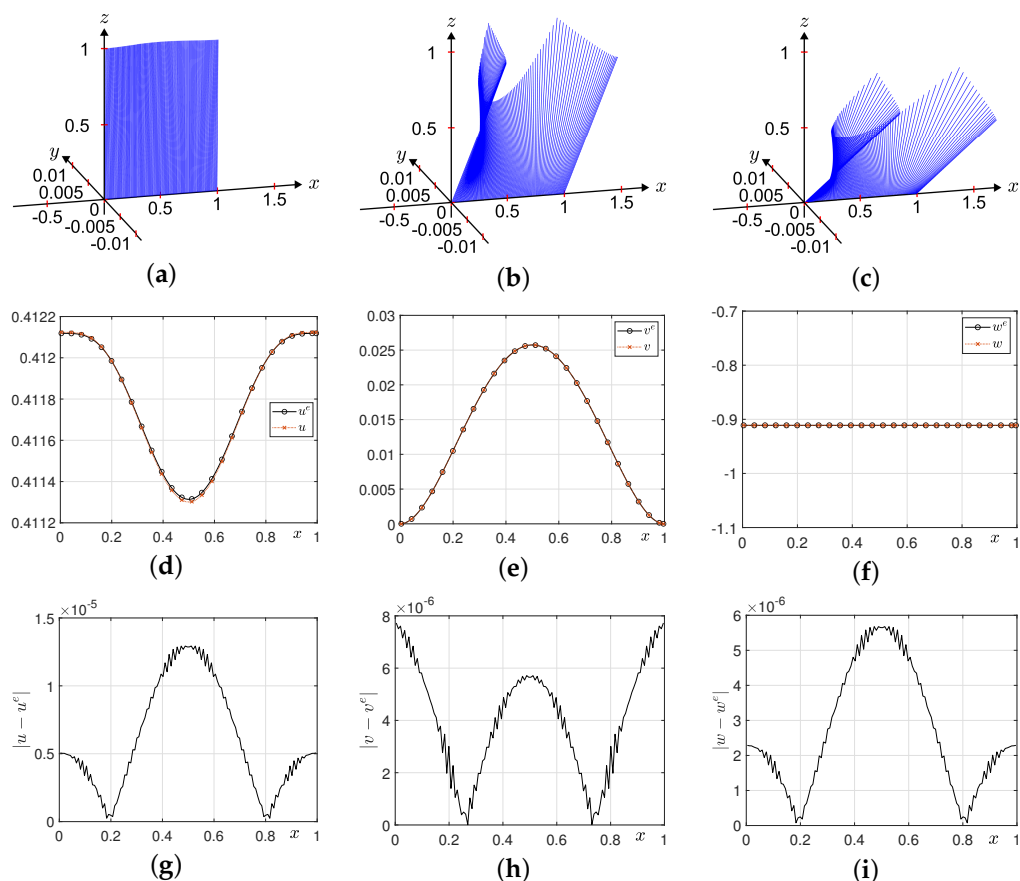 z
1
0.5
y
0.01
0.005
0
-0.005
-0.01
-0.5
0.5
1
1.5
x
(a)
z
1
0.5
y
0.01
0.005
0
-0.005
-0.01
-0.5
0.5
1
1.5
x
(b)
z
1
0.5
y
0.01
0.005
0
-0.005
-0.01
-0.5
0.5
1
1.5
x
(c)
0.4122
0.412
0.4118
0.4116
0.4114
0.4112
u^e
u
0 0.2 0.4 0.6 0.8 x 1
(d)
0.03
0.025
0.02
0.015
0.01
0.005
0
v^e
v
0 0.2 0.4 0.6 0.8 x 1
(e)
-0.7
-0.8
-0.9
-1
-1.1
w^e
w
0 0.2 0.4 0.6 0.8 x 1
(f)
×10^-5
1.5
1
0.5
0
|u − u^e|
0 0.2 0.4 0.6 0.8 x 1
(g)
×10^-6
8
6
4
2
0
|v − v^e|
0 0.2 0.4 0.6 0.8 x 1
(h)
×10^-6
6
5
4
3
2
1
0
|w − w^e|
0 0.2 0.4 0.6 0.8 x 1
(i)